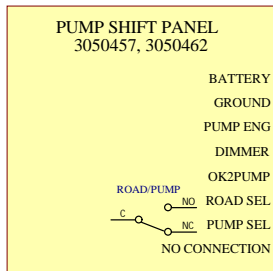 PUMP SHIFT PANEL
3050457, 3050462
BATTERY
GROUND
PUMP ENG
DIMMER
OK2PUMP
ROAD/PUMP
NO ROAD SEL
C
NC PUMP SEL
NO CONNECTION